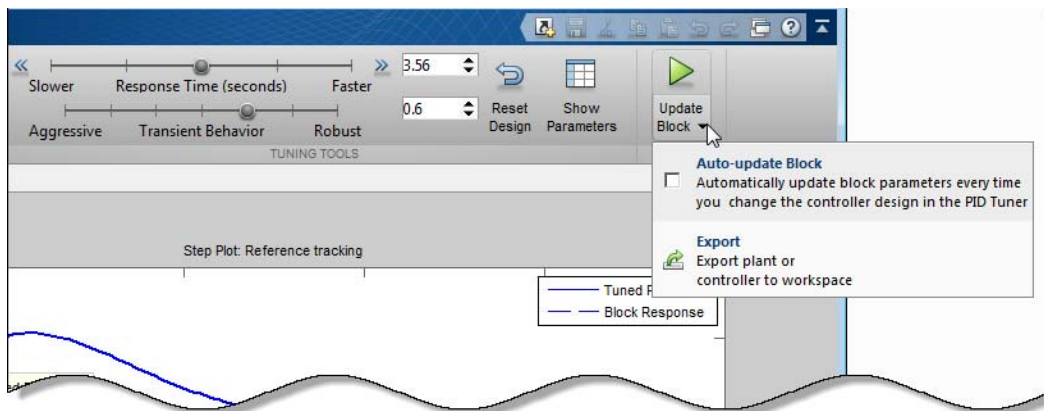 Slower Response Time (seconds) Faster
3.56
Aggressive Transient Behavior Robust
0.6
Reset
Design
Show
Parameters
Update
Block
TUNING TOOLS
Auto-update Block
Automatically update block parameters every time
you change the controller design in the PID Tuner
Export
Export plant or
controller to workspace
Step Plot: Reference tracking
Tuned
Block Response